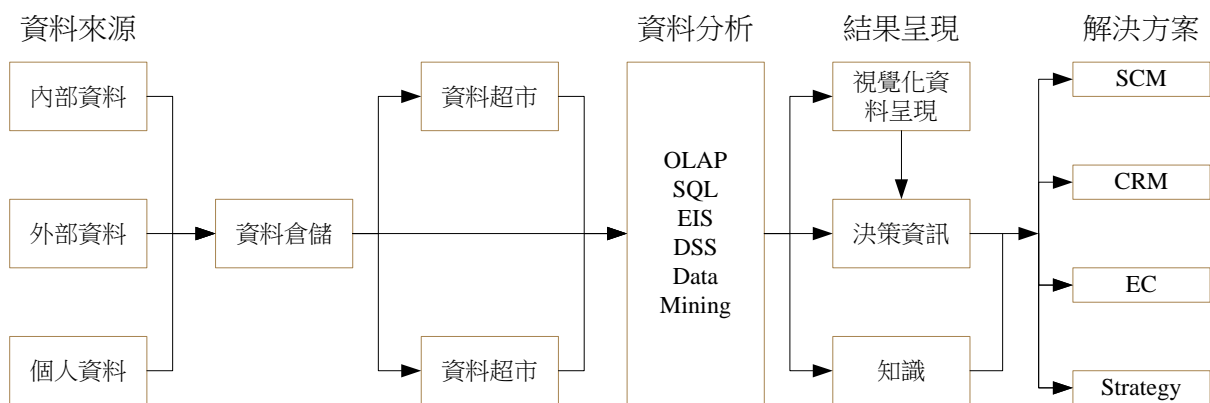 資料來源
資料分析
結果呈現
解決方案
內部資料
資料超市
視覺化資
料呈現
SCM
OLAP
SQL
EIS
DSS
Data
Mining
CRM
外部資料
資料倉儲
決策資訊
EC
個人資料
資料超市
知識
Strategy